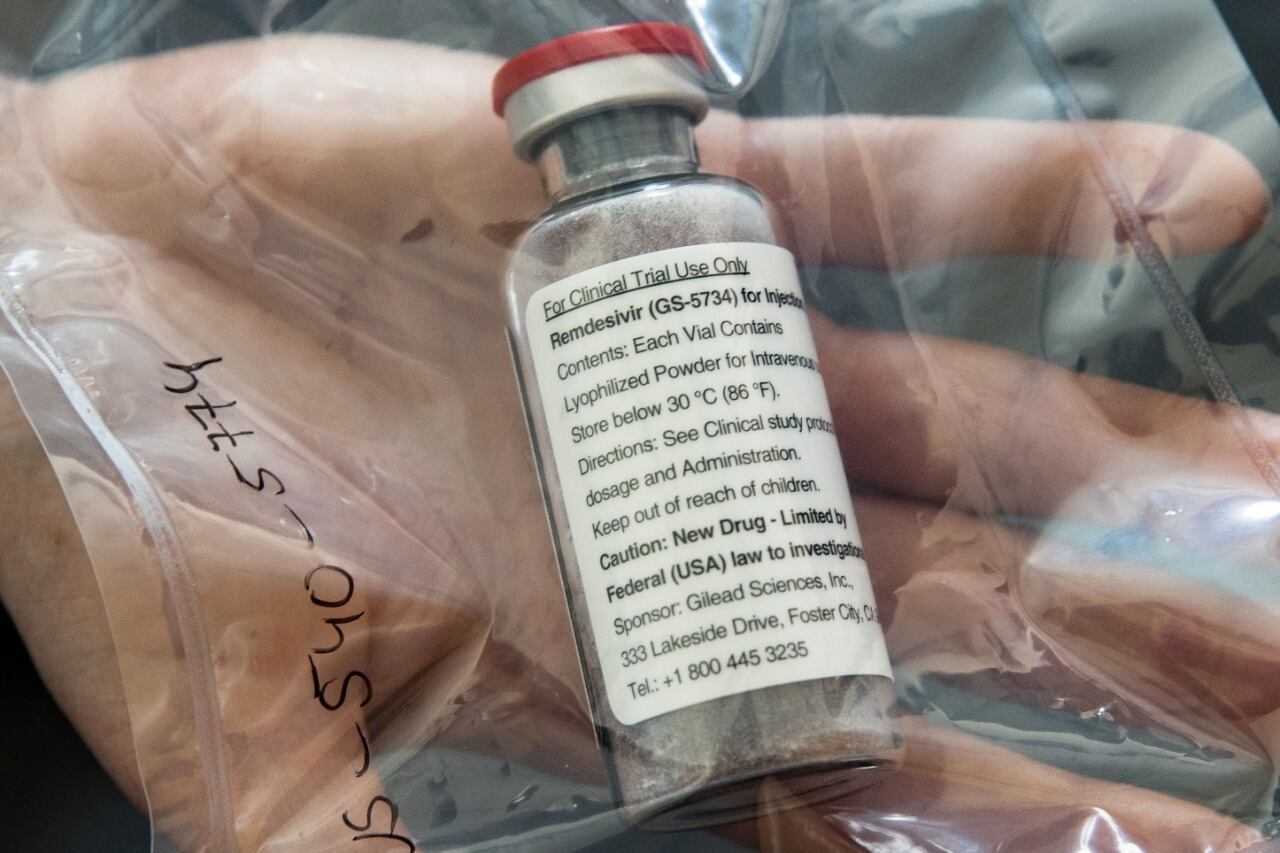 For Clinical Trial Use Only
Remdesivir (GS-5734) for Injection
Contents: Each Vial Contains
Lyophilized Powder for Intravenous
Store below 30 °C (86 °F).
Directions: See Clinical study protoc
dosage and Administration.
Keep out of reach of children.
Caution: New Drug - Limited by
Federal (USA) law to investigation
Sponsor: Gilead Sciences, Inc.,
333 Lakeside Drive, Foster City, CA
Tel.: +1 800 445 3235
US-540-5774